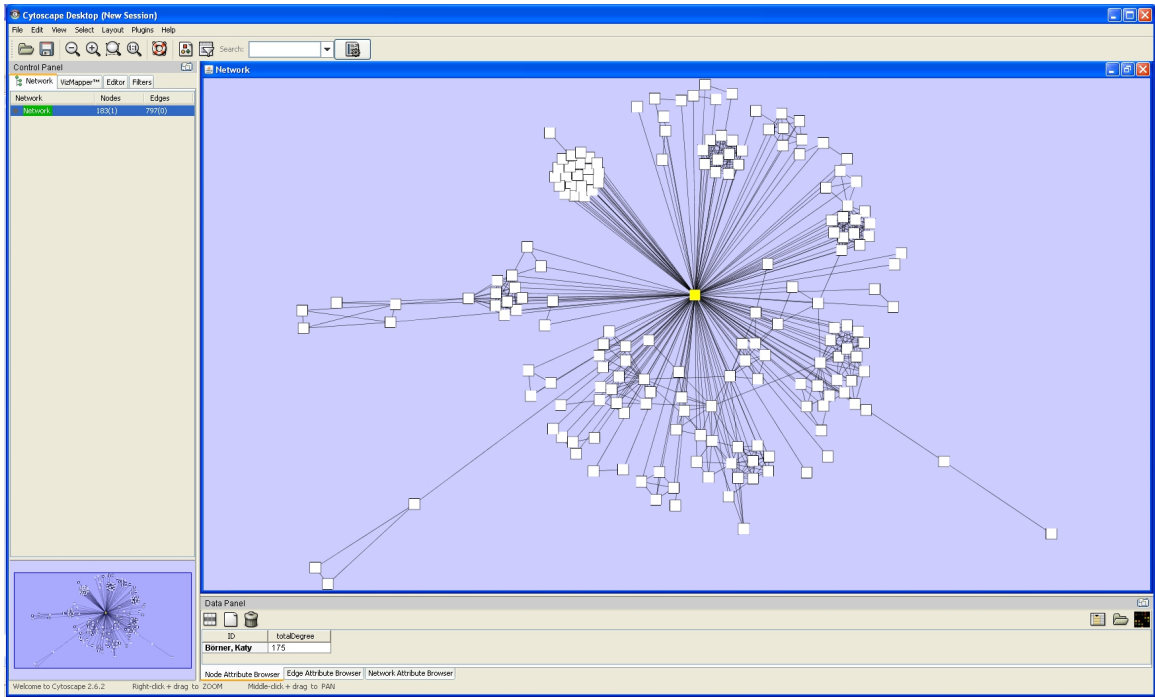 Cytoscape Desktop (New Session)
File Edit View Select Layout Plugins Help
Search:
Control Panel
Network VizMapper™ Editor Filters
Network Nodes Edges
Network 183(1) 797(0)
Network
Data Panel
ID totalDegree
Börner, Katy 175
Node Attribute Browser Edge Attribute Browser Network Attribute Browser
Welcome to Cytoscape 2.6.2 Right-click + drag to ZOOM Middle-click + drag to PAN